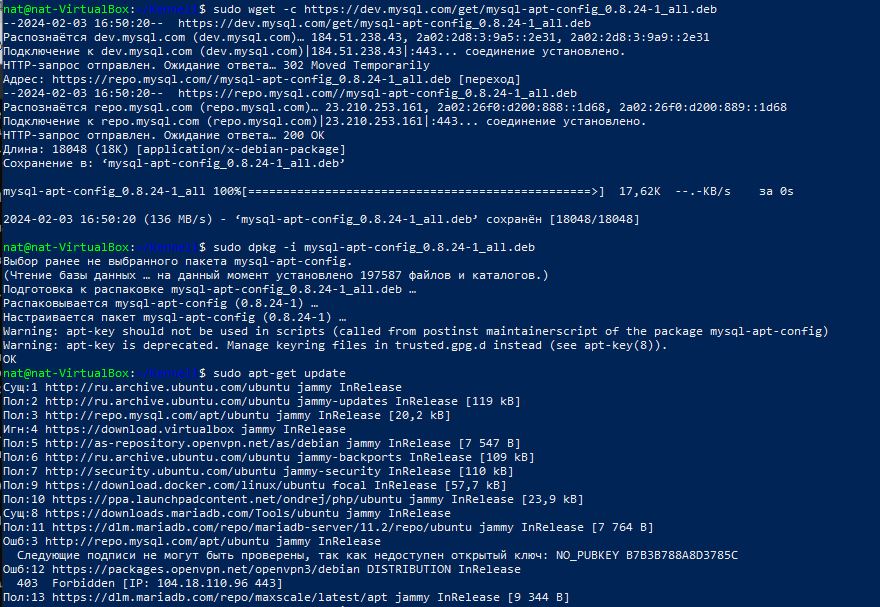 nat@nat-VirtualBox:$ sudo wget -c https://dev.mysql.com/get/mysql-apt-config_0.8.24-1_all.deb
--2024-02-03 16:50:20--  https://dev.mysql.com/get/mysql-apt-config_0.8.24-1_all.deb
Распознаётся dev.mysql.com (dev.mysql.com)… 184.51.238.43, 2a02:2d8:3:9a5::2e31, 2a02:2d8:3:9a9::2e31
Подключение к dev.mysql.com (dev.mysql.com)|184.51.238.43|:443... соединение установлено.
HTTP-запрос отправлен. Ожидание ответа… 302 Moved Temporarily
Адрес: https://repo.mysql.com//mysql-apt-config_0.8.24-1_all.deb [переход]
--2024-02-03 16:50:20--  https://repo.mysql.com//mysql-apt-config_0.8.24-1_all.deb
Распознаётся repo.mysql.com (repo.mysql.com)… 23.210.253.161, 2a02:26f0:d200:888::1d68, 2a02:26f0:d200:889::1d68
Подключение к repo.mysql.com (repo.mysql.com)|23.210.253.161|:443... соединение установлено.
HTTP-запрос отправлен. Ожидание ответа… 200 OK
Длина: 18048 (18K) [application/x-debian-package]
Сохранение в: ‘mysql-apt-config_0.8.24-1_all.deb’
mysql-apt-config_0.8.24-1_all 100%[=================================================>]  17,62K  --.-KB/s    за 0s
2024-02-03 16:50:20 (136 MB/s) - ‘mysql-apt-config_0.8.24-1_all.deb’ сохранён [18048/18048]
nat@nat-VirtualBox:$ sudo dpkg -i mysql-apt-config_0.8.24-1_all.deb
Выбор ранее не выбранного пакета mysql-apt-config.
(Чтение базы данных … на данный момент установлено 197587 файлов и каталогов.)
Подготовка к распаковке mysql-apt-config_0.8.24-1_all.deb …
Распаковывается mysql-apt-config (0.8.24-1) …
Настраивается пакет mysql-apt-config (0.8.24-1) …
Warning: apt-key should not be used in scripts (called from postinst maintainerscript of the package mysql-apt-config)
Warning: apt-key is deprecated. Manage keyring files in trusted.gpg.d instead (see apt-key(8)).
OK
nat@nat-VirtualBox:$ sudo apt-get update
Сущ:1 http://ru.archive.ubuntu.com/ubuntu jammy InRelease
Пол:2 http://ru.archive.ubuntu.com/ubuntu jammy-updates InRelease [119 kB]
Пол:3 http://repo.mysql.com/apt/ubuntu jammy InRelease [20,2 kB]
Игн:4 https://download.virtualbox jammy InRelease
Пол:5 http://as-repository.openvpn.net/as/debian jammy InRelease [7 547 B]
Пол:6 http://ru.archive.ubuntu.com/ubuntu jammy-backports InRelease [109 kB]
Пол:7 http://security.ubuntu.com/ubuntu jammy-security InRelease [110 kB]
Пол:9 https://download.docker.com/linux/ubuntu focal InRelease [57,7 kB]
Пол:10 https://ppa.launchpadcontent.net/ondrej/php/ubuntu jammy InRelease [23,9 kB]
Сущ:8 https://downloads.mariadb.com/Tools/ubuntu jammy InRelease
Пол:11 https://dlm.mariadb.com/repo/mariadb-server/11.2/repo/ubuntu jammy InRelease [7 764 B]
Ошб:3 http://repo.mysql.com/apt/ubuntu jammy InRelease
  Следующие подписи не могут быть проверены, так как недоступен открытый ключ: NO_PUBKEY B7B3B788A8D3785C
Ошб:12 https://packages.openvpn.net/openvpn3/debian DISTRIBUTION InRelease
  403  Forbidden [IP: 104.18.110.96 443]
Пол:13 https://dlm.mariadb.com/repo/maxscale/latest/apt jammy InRelease [9 344 B]